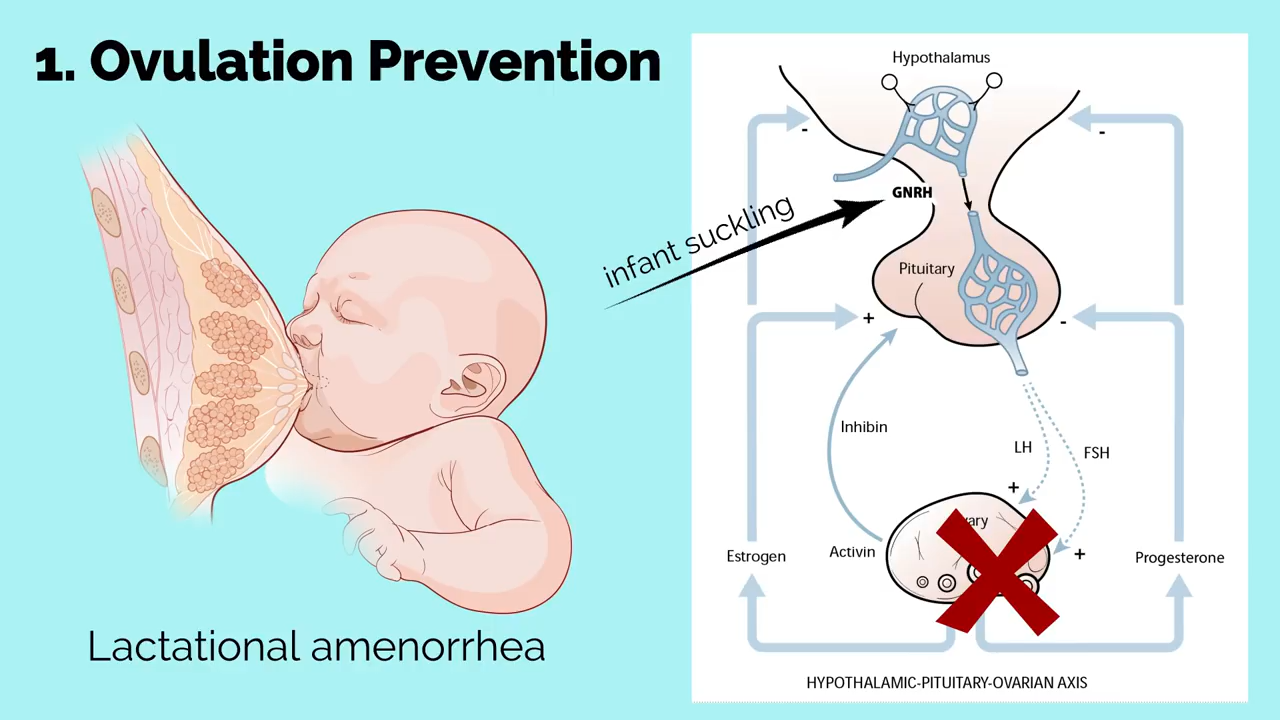 1. Ovulation Prevention
Lactational amenorrhea
infant suckling
Hypothalamus
-
-
GNRH
Pituitary
+
-
Inhibin
LH
FSH
+
Activin
+
Estrogen
Progesterone
HYPOTHALAMIC-PITUITARY-OVARIAN AXIS